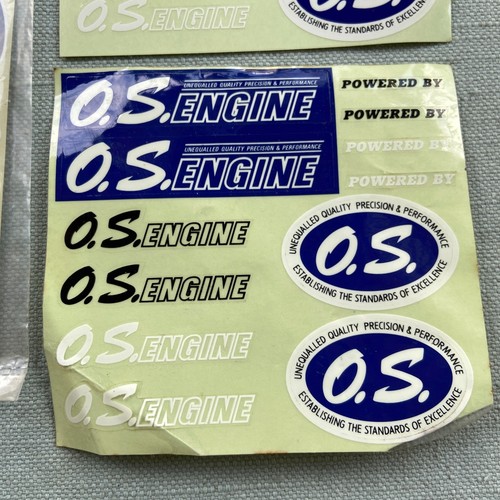 O.S.ENGINE
ESTABLISHING THE STANDARDS OF EXCELLENCE
UNEQUALLED QUALITY PRECISION & PERFORMANCE
O.S.ENGINE
UNEQUALLED QUALITY PRECISION & PERFORMANCE
O.S.ENGINE
POWERED BY
POWERED BY
POWERED BY
POWERED BY
O.S.ENGINE
O.S.ENGINE
O.S.ENGINE
O.S.ENGINE
UNEQUALLED QUALITY PRECISION & PERFORMANCE
O.S.
ESTABLISHING THE STANDARDS OF EXCELLENCE
UNEQUALLED QUALITY PRECISION & PERFORMANCE
O.S.
ESTABLISHING THE STANDARDS OF EXCELLENCE